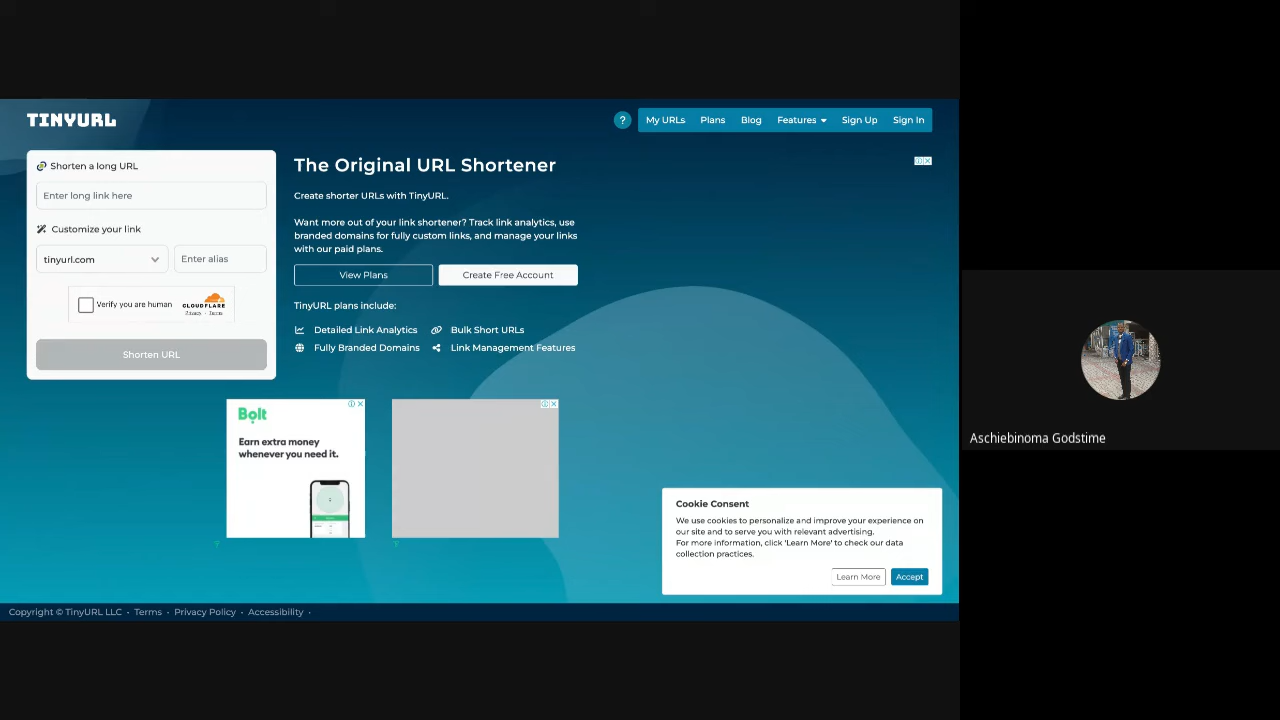 TINYURL
?
My URLs
Plans
Blog
Features
Sign Up
Sign In
Shorten a long URL
Enter long link here
Customize your link
tinyurl.com
Enter alias
Verify you are human
CLOUDFLARE
Privacy • Terms
Shorten URL
The Original URL Shortener
Create shorter URLs with TinyURL.
Want more out of your link shortener? Track link analytics, use
branded domains for fully custom links, and manage your links
with our paid plans.
View Plans
Create Free Account
TinyURL plans include:
Detailed Link Analytics
Bulk Short URLs
Fully Branded Domains
Link Management Features
Bolt
Earn extra money
whenever you need it.
Cookie Consent
We use cookies to personalize and improve your experience on
our site and to serve you with relevant advertising.
For more information, click 'Learn More' to check our data
collection practices.
Learn More
Accept
Copyright © TinyURL LLC • Terms • Privacy Policy • Accessibility •
Aschiebinoma Godstime